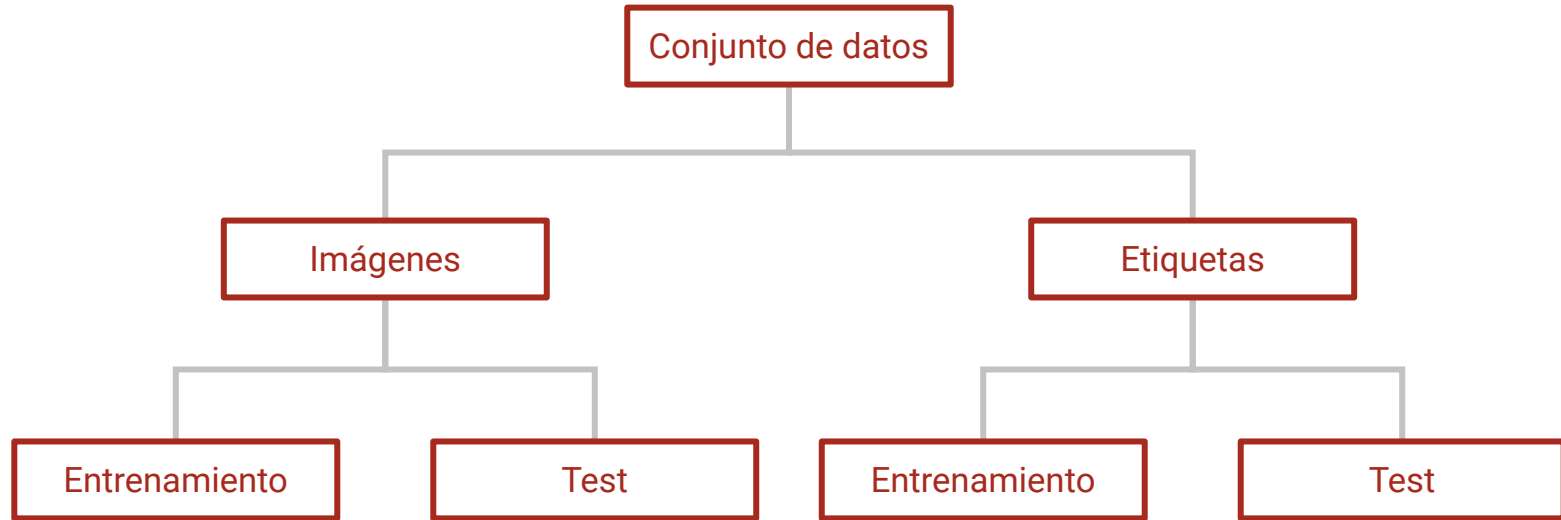 Conjunto de datos
Imágenes
Etiquetas
Entrenamiento
Test
Entrenamiento
Test